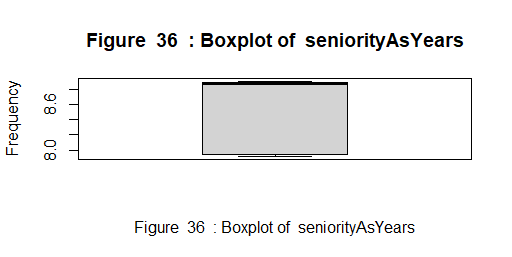 Figure  36  : Boxplot of  seniorityAsYears
Frequency
8.6
8.0
Figure  36  : Boxplot of  seniorityAsYears